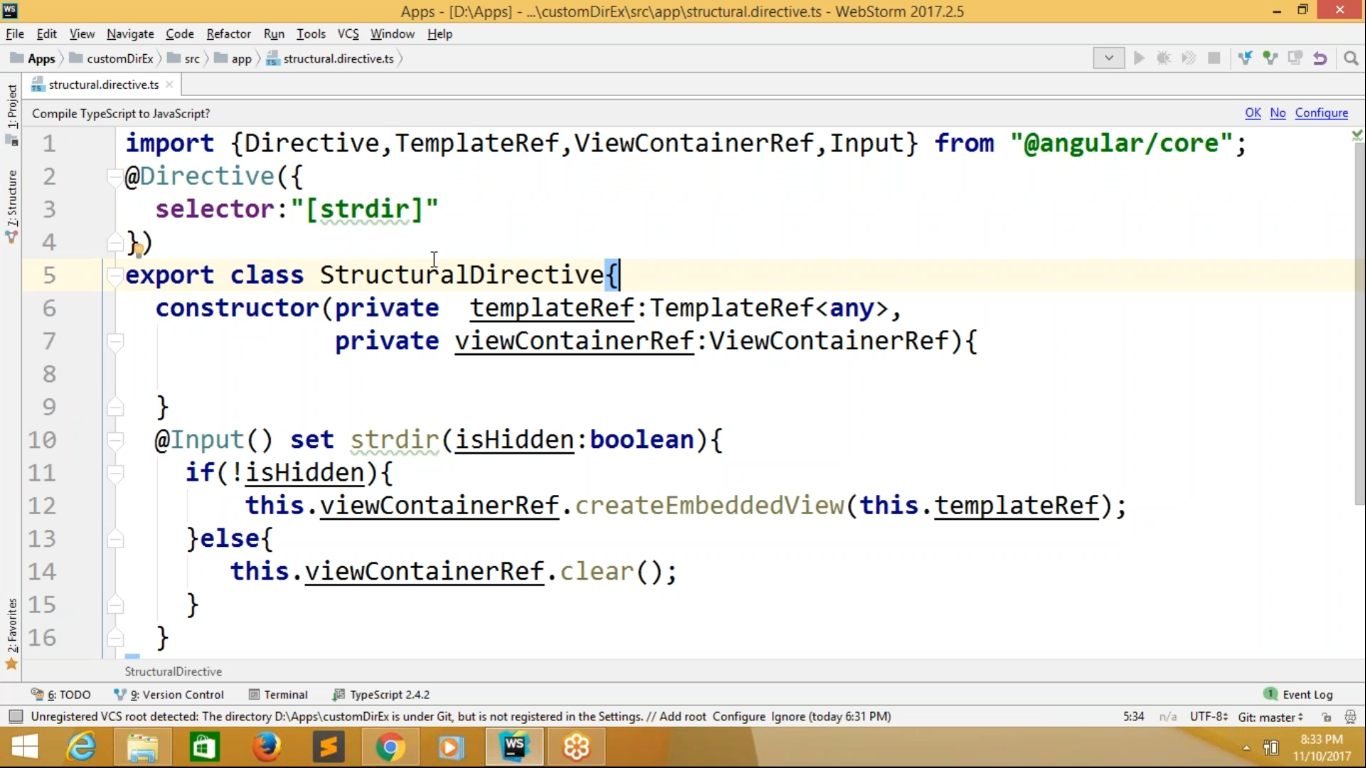 WS
Apps - [D:\Apps] - ...\customDirEx\src\app\structural.directive.ts - WebStorm 2017.2.5
File Edit View Navigate Code Refactor Run Tools VCS Window Help
Apps customDirEx src app structural.directive.ts
structural.directive.ts
Compile TypeScript to JavaScript? OK No Configure
1: Project
7: Structure
2: Favorites
1 import {Directive,TemplateRef,ViewContainerRef,Input} from "@angular/core";
2 @Directive({
3 selector:"[strdir]"
4 })
5 export class StructuralDirective{
6 constructor(private templateRef:TemplateRef<any>,
7 private viewContainerRef:ViewContainerRef){
8
9 }
10 @Input() set strdir(isHidden:boolean){
11 if(!isHidden){
12 this.viewContainerRef.createEmbeddedView(this.templateRef);
13 }else{
14 this.viewContainerRef.clear();
15 }
16 }
StructuralDirective
6: TODO 9: Version Control Terminal TypeScript 2.4.2 1 Event Log
Unregistered VCS root detected: The directory D:\Apps\customDirEx is under Git, but is not registered in the Settings. // Add root Configure Ignore (today 6:31 PM) 5:34 n/a UTF-8 Git: master
WS
8:33 PM
11/10/2017